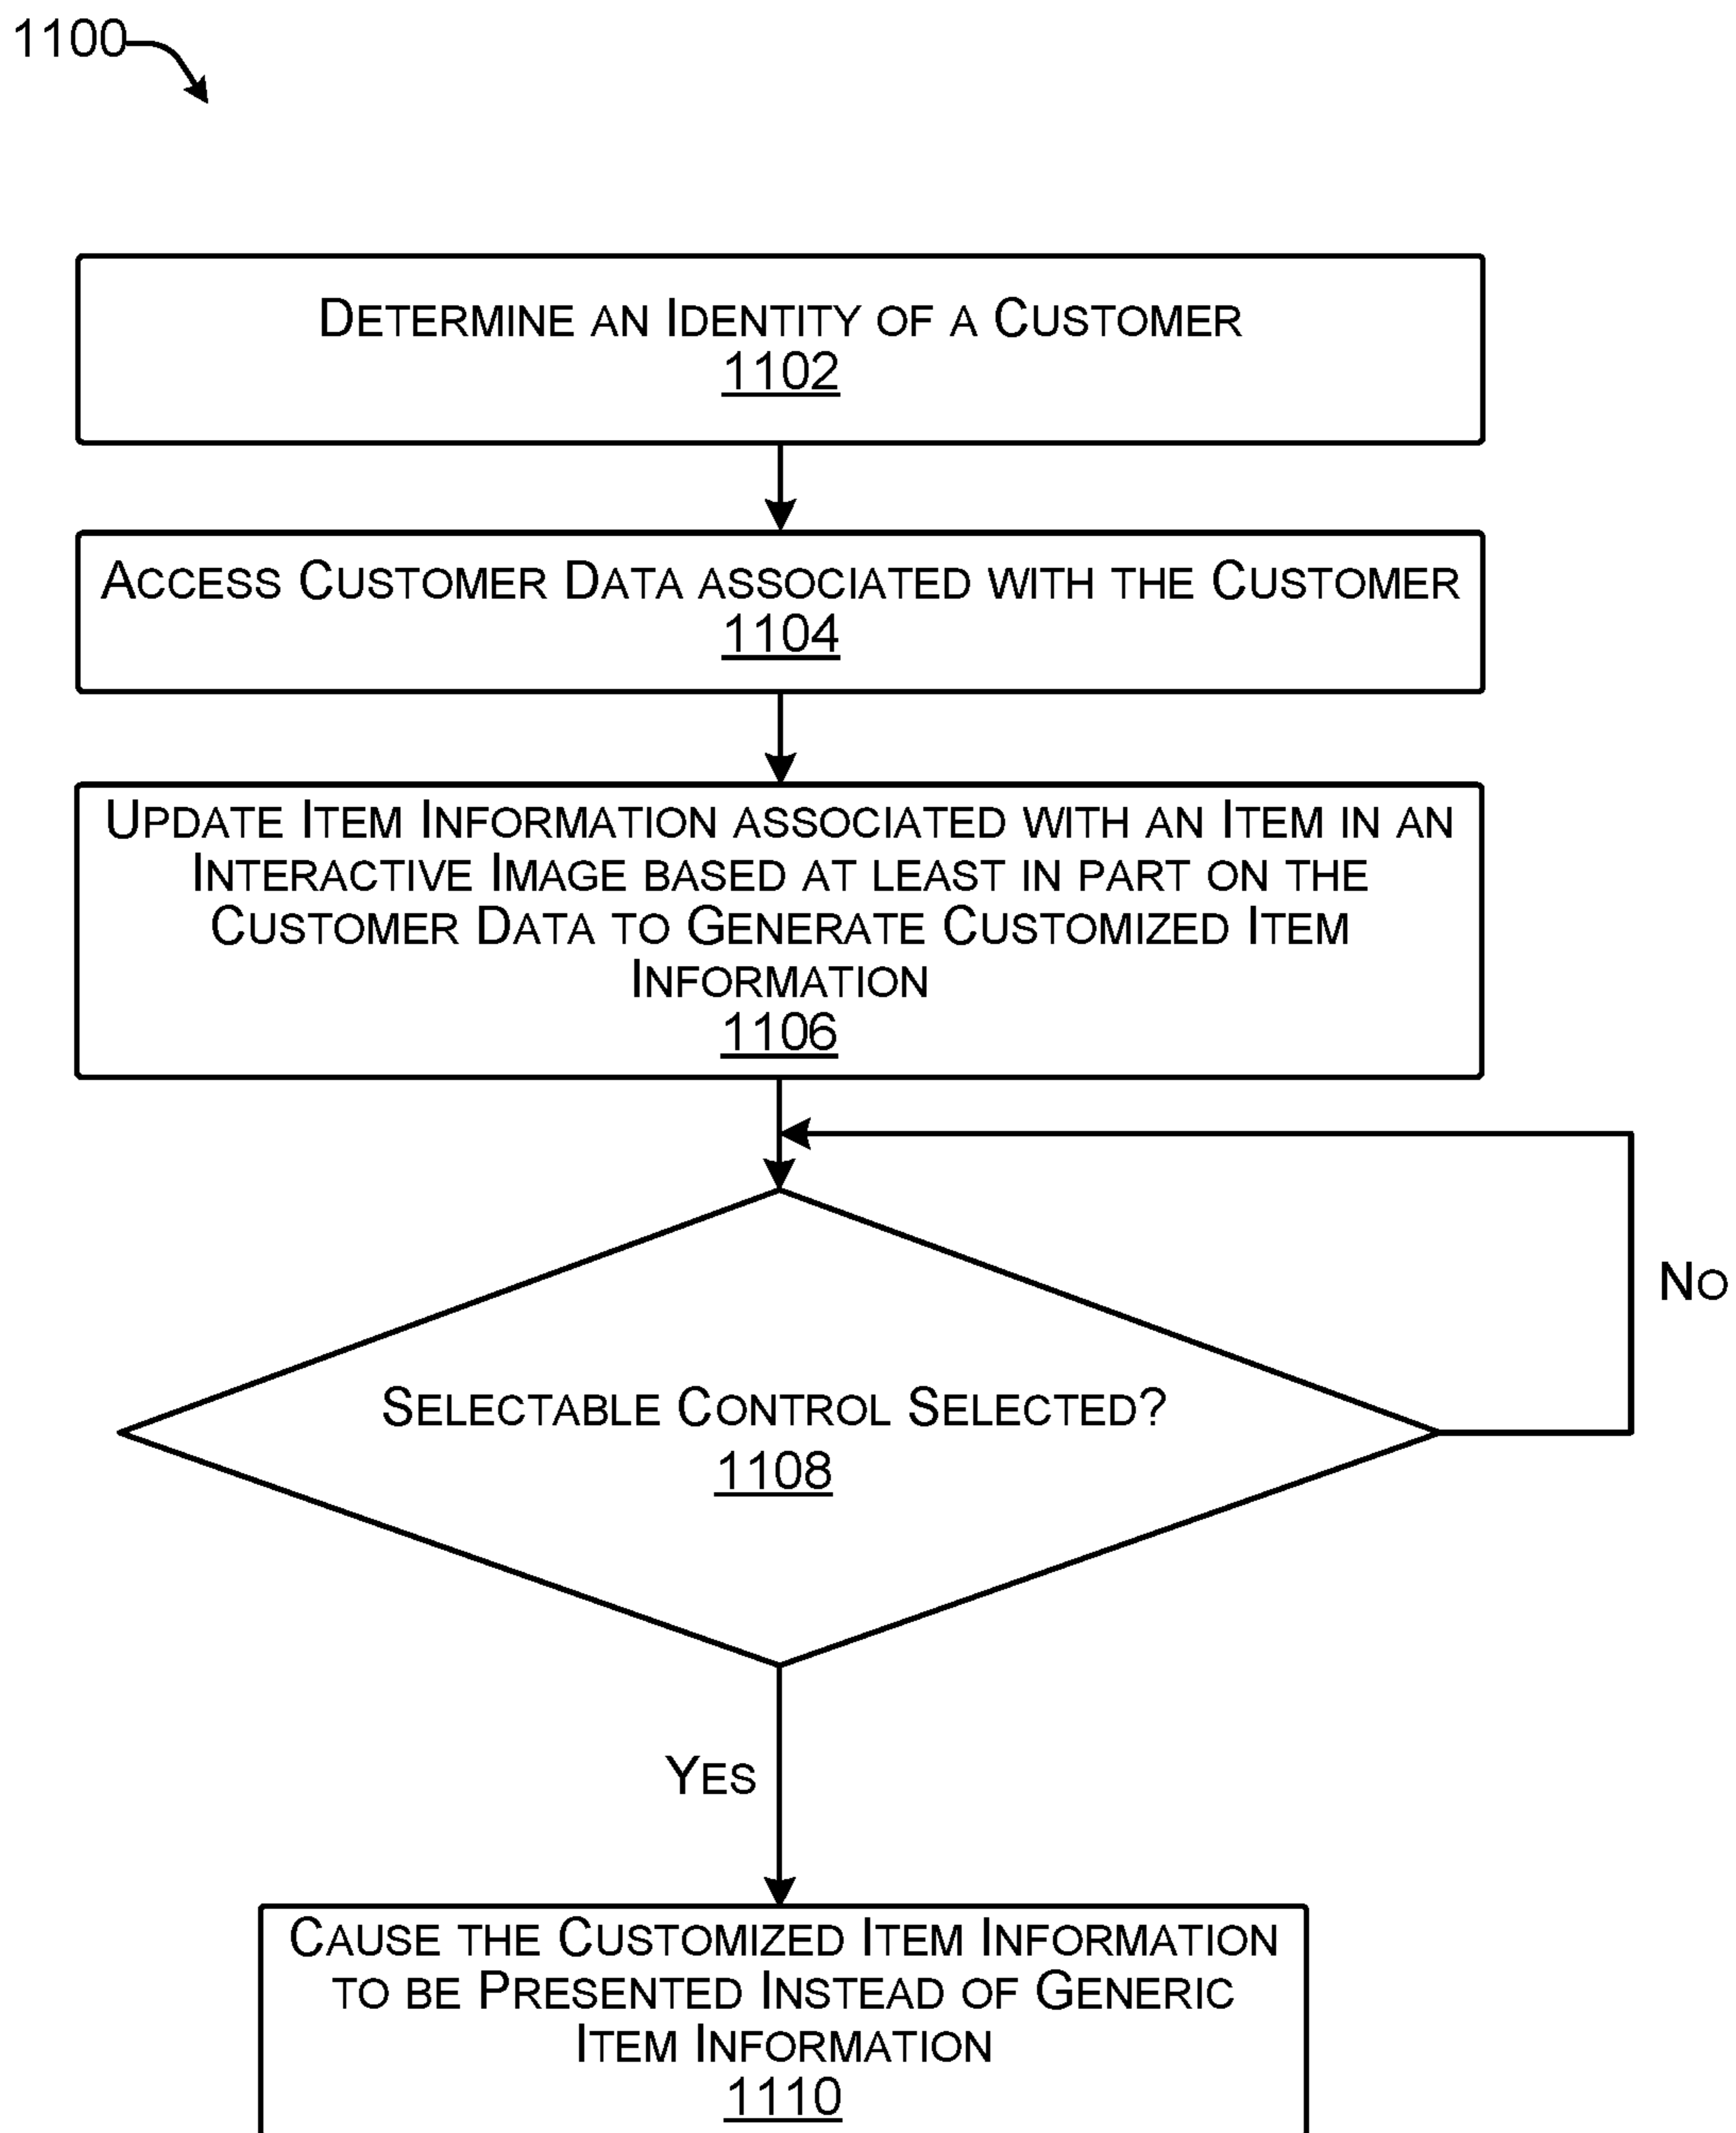 1100
DETERMINE AN IDENTITY OF A CUSTOMER
1102
ACCESS CUSTOMER DATA ASSOCIATED WITH THE CUSTOMER
1104
UPDATE ITEM INFORMATION ASSOCIATED WITH AN ITEM IN AN
INTERACTIVE IMAGE BASED AT LEAST IN PART ON THE
CUSTOMER DATA TO GENERATE CUSTOMIZED ITEM
INFORMATION
1106
NO
SELECTABLE CONTROL SELECTED?
1108
YES
CAUSE THE CUSTOMIZED ITEM INFORMATION
TO BE PRESENTED INSTEAD OF GENERIC
ITEM INFORMATION
1110